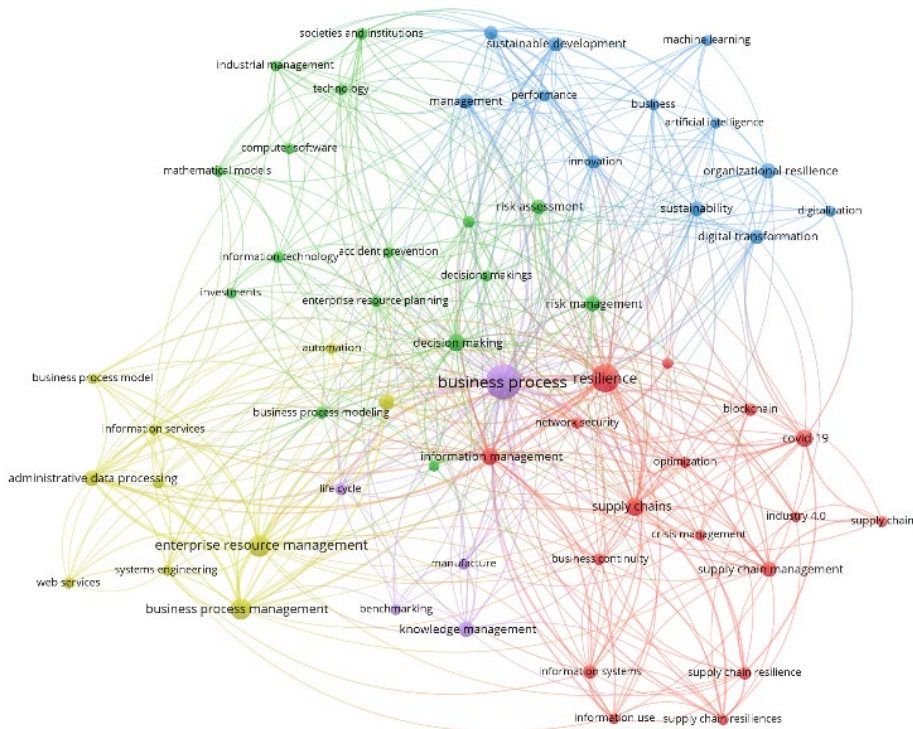 societies and institutions
sustainable development
machine learning
industrial management
technology
management
performance
business
artificial intelligence
computer software
mathematical models
innovation
organizational resilience
risk assessment
sustainability
digitalization
digital transformation
accident prevention
information technology
decisions makings
investments
enterprise resource planning
risk management
automation
decision making
business process model
business process
resilience
business process modeling
blockchain
information services
network security
covid-19
information management
optimization
administrative data processing
life cycle
supply chains
industry 4.0
supply chain
crisis management
enterprise resource management
business continuity
manufacture
supply chain management
systems engineering
web services
business process management
benchmarking
knowledge management
information systems
supply chain resilience
information use
supply chain resiliences